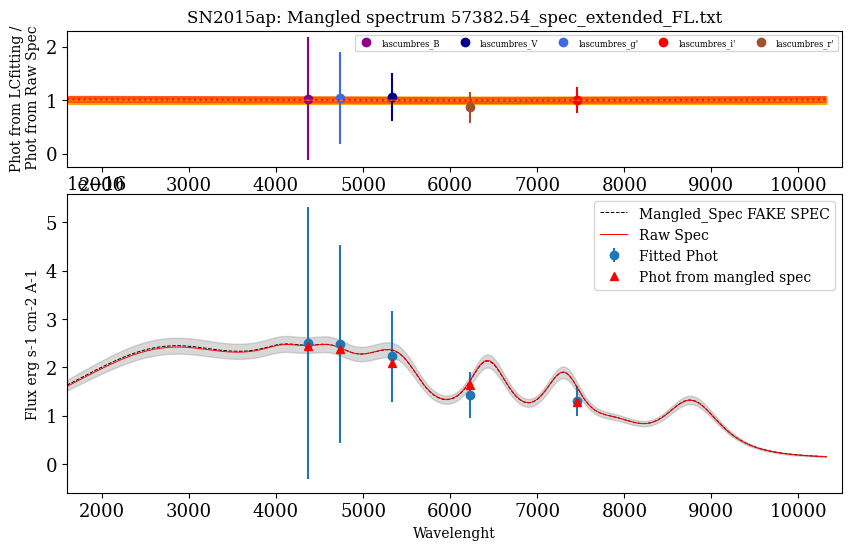 SN2015ap: Mangled spectrum 57382.54_spec_extended_FL.txt
Phot from LCfitting /
Phot from Raw Spec
2
1
0
lascumbres_B
lascumbres_V
lascumbres_g'
lascumbres_i'
lascumbres_r'
2000 3000 4000 5000 6000 7000 8000 9000 10000
Mangled_Spec FAKE SPEC
Raw Spec
Fitted Phot
Phot from mangled spec
Flux erg s-1 cm-2 A-1
5
4
3
2
1
0
2000 3000 4000 5000 6000 7000 8000 9000 10000
Wavelenght